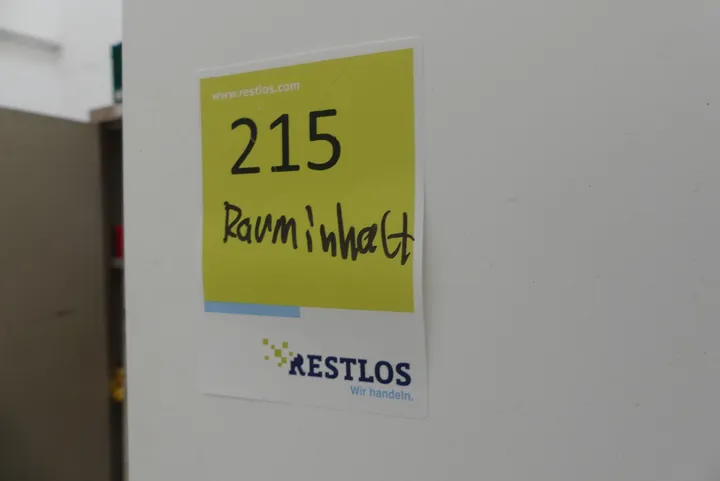 www.restlos.com
215
Rauminhalt
RESTLOS
Wir handeln.